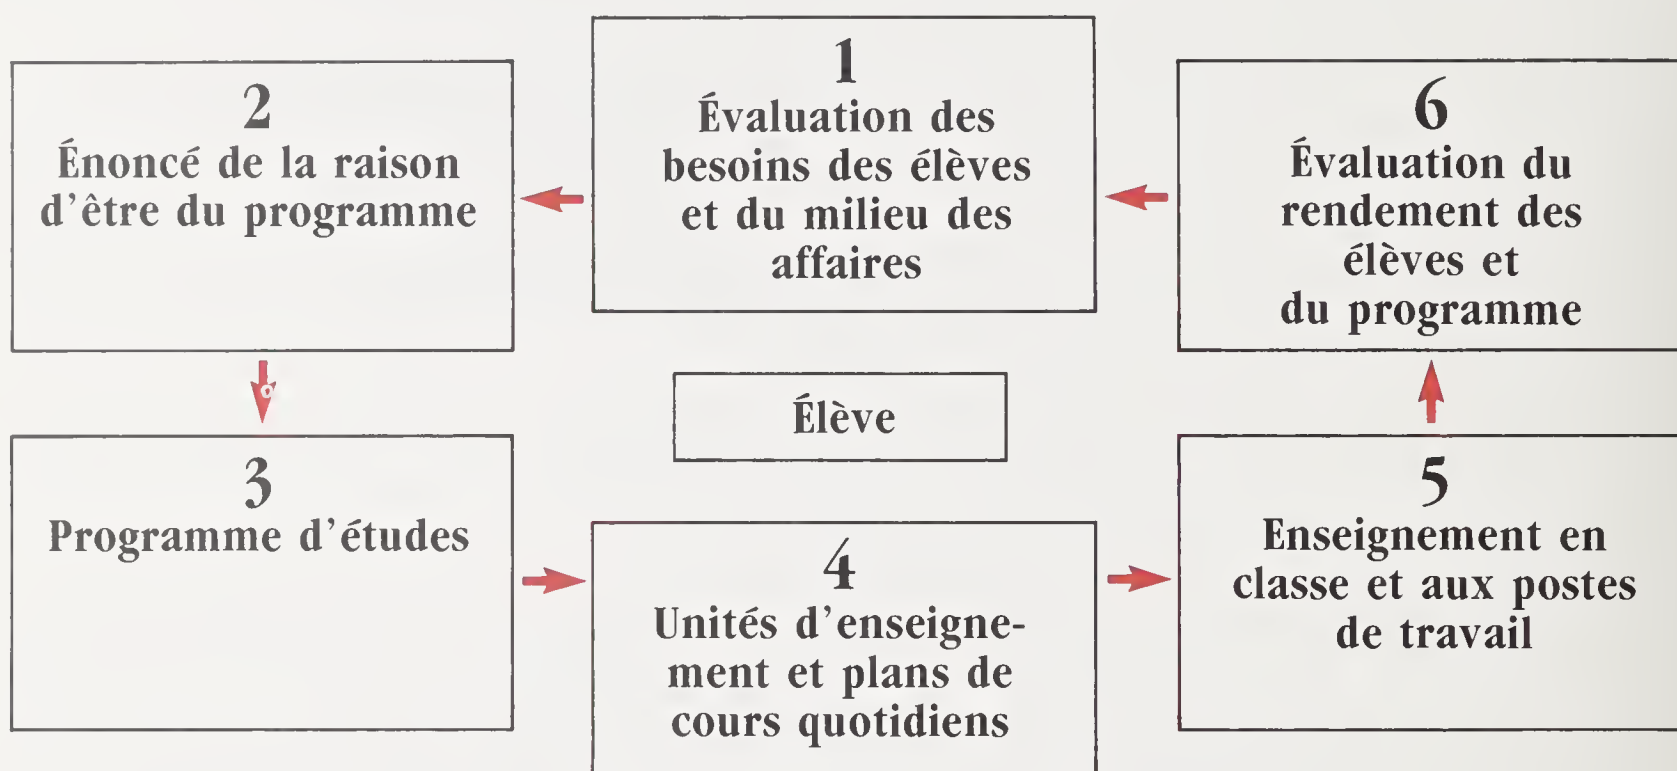 1
Évaluation des
besoins des élèves
et du milieu des
affaires
2
Énoncé de la raison
d'être du programme
3
Programme d'études
4
Unités d'enseigne-
ment et plans de
cours quotidiens
5
Enseignement en
classe et aux postes
de travail
6
Évaluation du
rendement des
élèves et
du programme
Élève